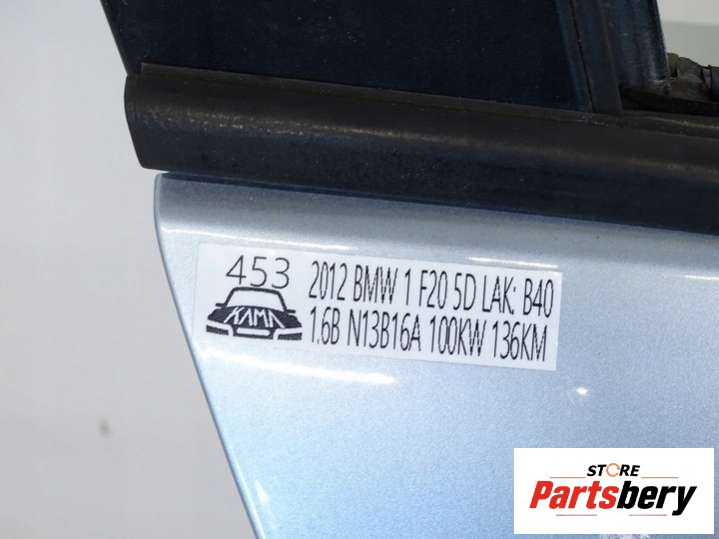 453
2012 BMW 1 F20 5D LAK: B40
KAMA
1.6B N13B16A 100KW 136KM
STORE
Partsbery